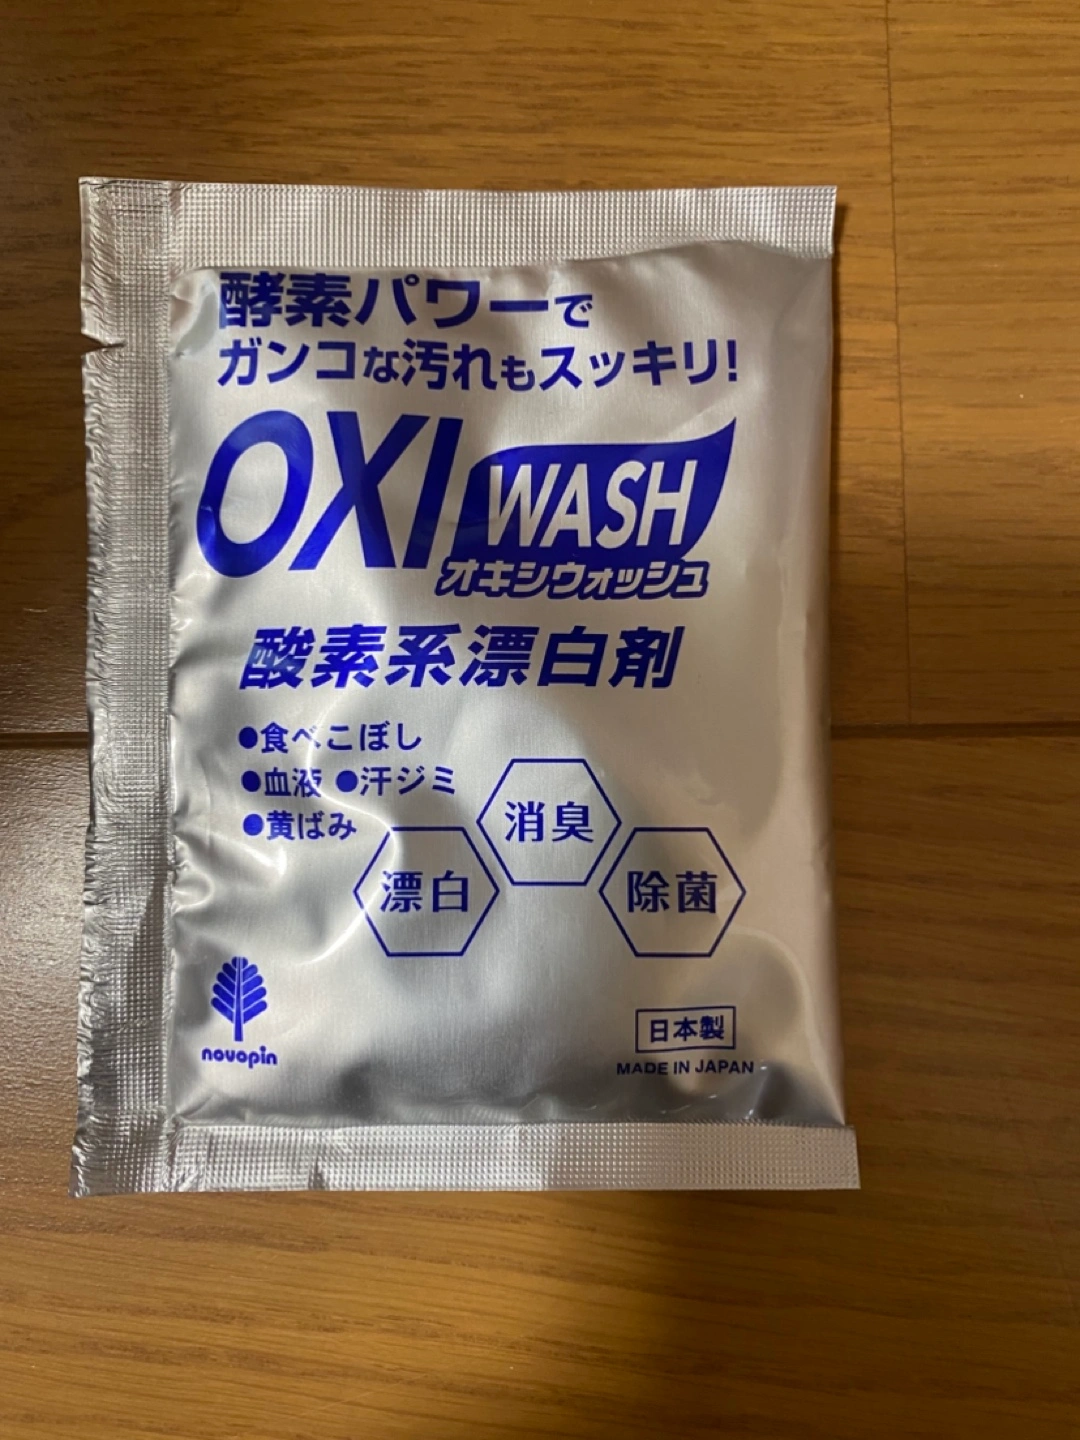 酵素パワーで
ガンコな汚れもスッキリ!
OXI WASH
オキシウォッシュ
酸素系漂白剤
●食べこぼし
●血液 ●汗ジミ
●黄ばみ
消臭
漂白
除菌
novopin
日本製
MADE IN JAPAN